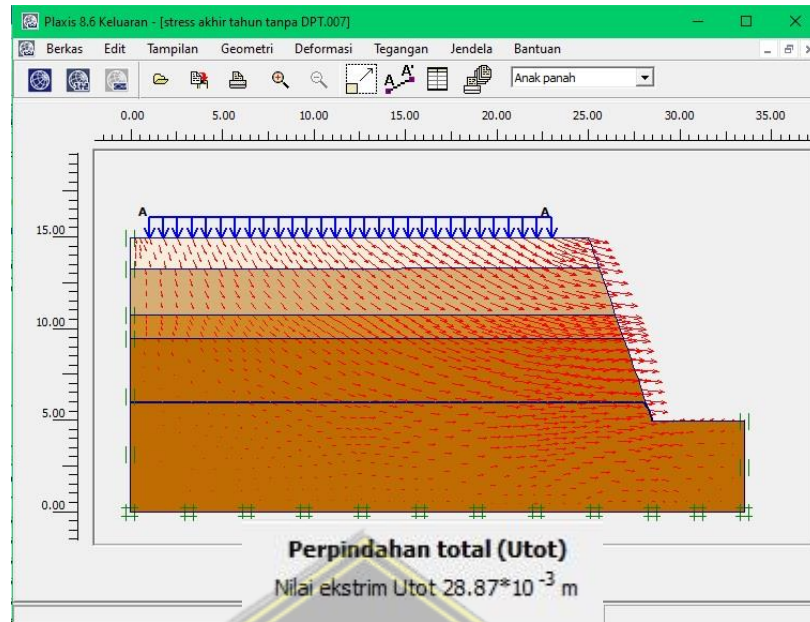 Plaxis 8.6 Keluaran - [stress akhir tahun tanpa DPT.007]
Berkas Edit Tampilan Geometri Deformasi Tegangan Jendela Bantuan
A A' Anak panah
0.00 5.00 10.00 15.00 20.00 25.00 30.00 35.00
A A
15.00
10.00
5.00
0.00
Perpindahan total (Utot)
Nilai ekstrim Utot 28.87*10 -3 m